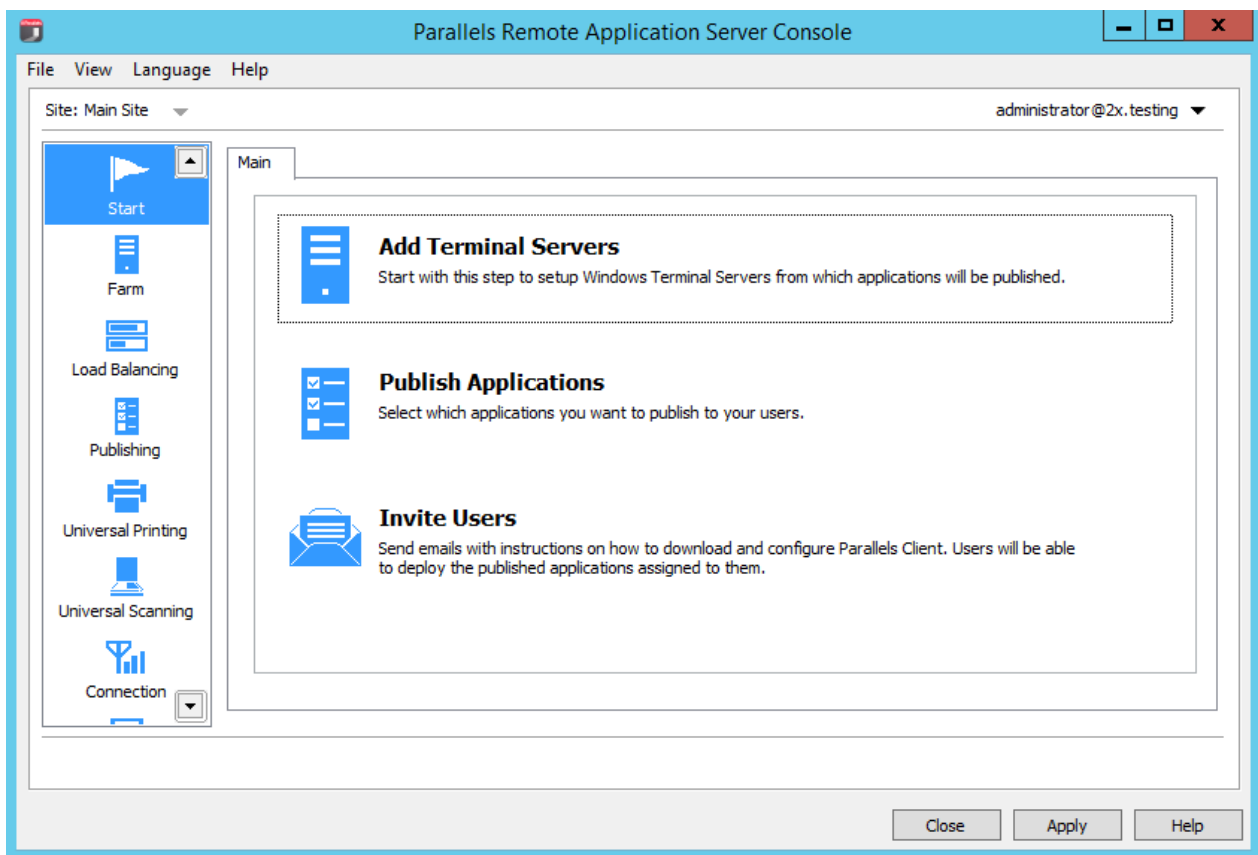 Parallels Remote Application Server Console
File View Language Help
Site: Main Site
administrator@2x.testing
Start
Farm
Load Balancing
Publishing
Universal Printing
Universal Scanning
Connection
Main
Add Terminal Servers
Start with this step to setup Windows Terminal Servers from which applications will be published.
Publish Applications
Select which applications you want to publish to your users.
Invite Users
Send emails with instructions on how to download and configure Parallels Client. Users will be able
to deploy the published applications assigned to them.
Close Apply Help